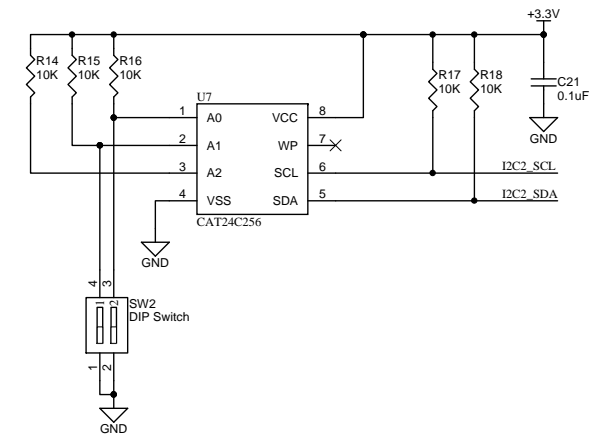 +3.3V
R14
10K
R15
10K
R16
10K
R17
10K
R18
10K
C21
0.1uF
GND
U7
1 A0 VCC 8
2 A1 WP 7
3 A2 SCL 6
4 VSS SDA 5
CAT24C256
I2C2_SCL
I2C2_SDA
GND
4 3
1 2
SW2
DIP Switch
1 2
GND